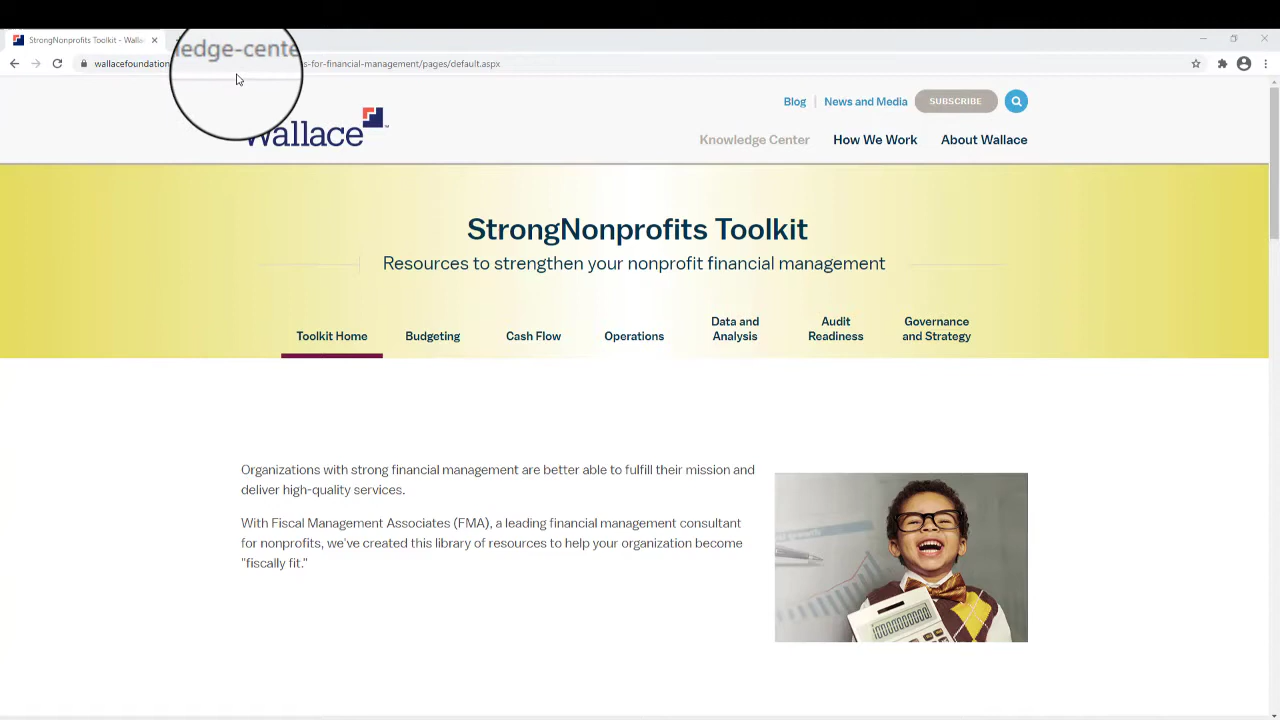 StrongNonprofits Toolkit - Walla
ledge-cente
wallacefoundation
s-for-financial-management/pages/default.aspx
Blog
News and Media
SUBSCRIBE
Wallace™
Knowledge Center
How We Work
About Wallace
StrongNonprofits Toolkit
Resources to strengthen your nonprofit financial management
Toolkit Home
Budgeting
Cash Flow
Operations
Data and
Analysis
Audit
Readiness
Governance
and Strategy
Organizations with strong financial management are better able to fulfill their mission and
deliver high-quality services.
With Fiscal Management Associates (FMA), a leading financial management consultant
for nonprofits, we've created this library of resources to help your organization become
"fiscally fit."